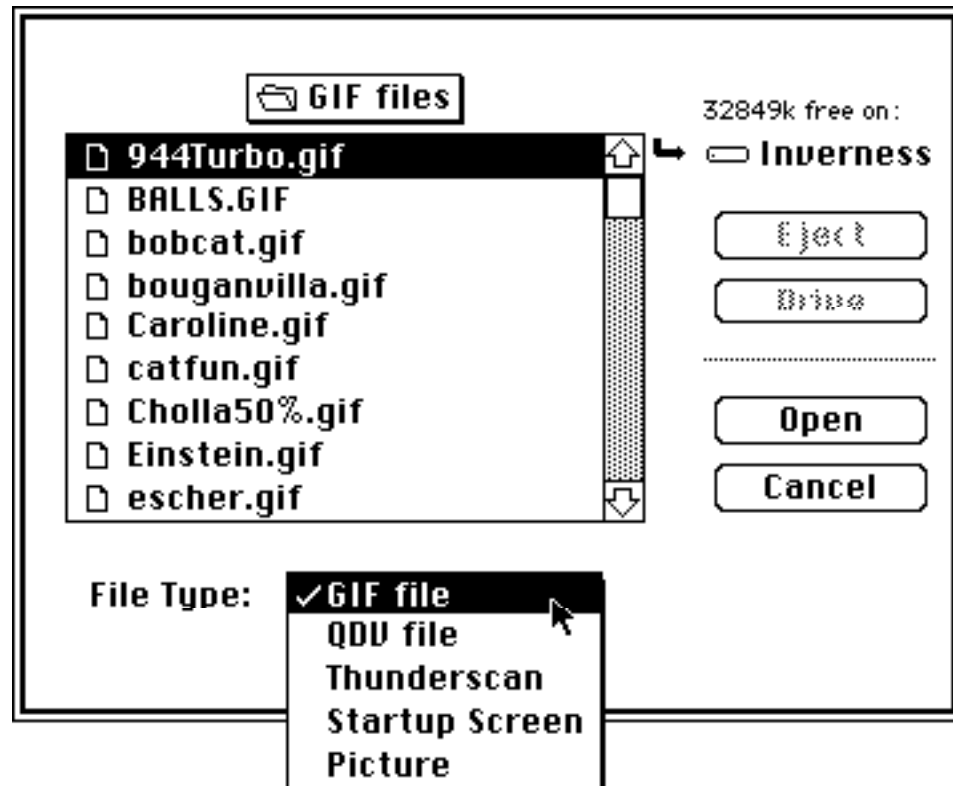 GIF files
944Turbo.gif
BALLS.GIF
bobcat.gif
bouganvilla.gif
Caroline.gif
catfun.gif
Cholla50%.gif
Einstein.gif
escher.gif
32849k free on:
Inverness
Eject
Drive
Open
Cancel
File Type:
GIF file
QDV file
Thunderscan
Startup Screen
Picture